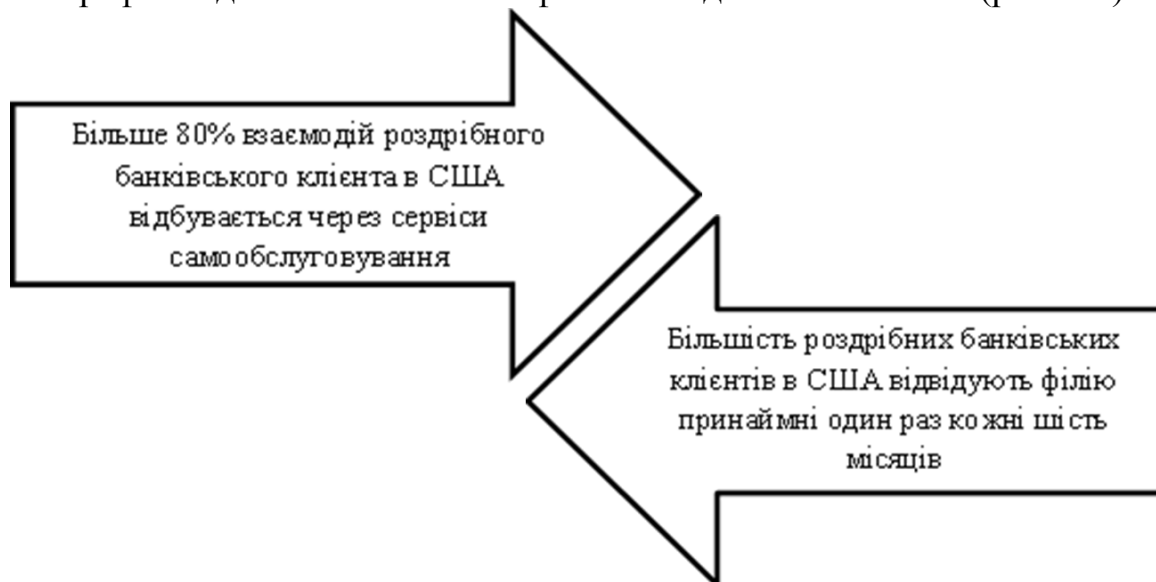 Більше 80% взаємодій роздрібного
банківського клієнта в США
відбувається через сервіси
самообслуговування
Більшість роздрібних банківських
клієнтів в США відвідують філію
принаймні один раз кожні шість
місяців